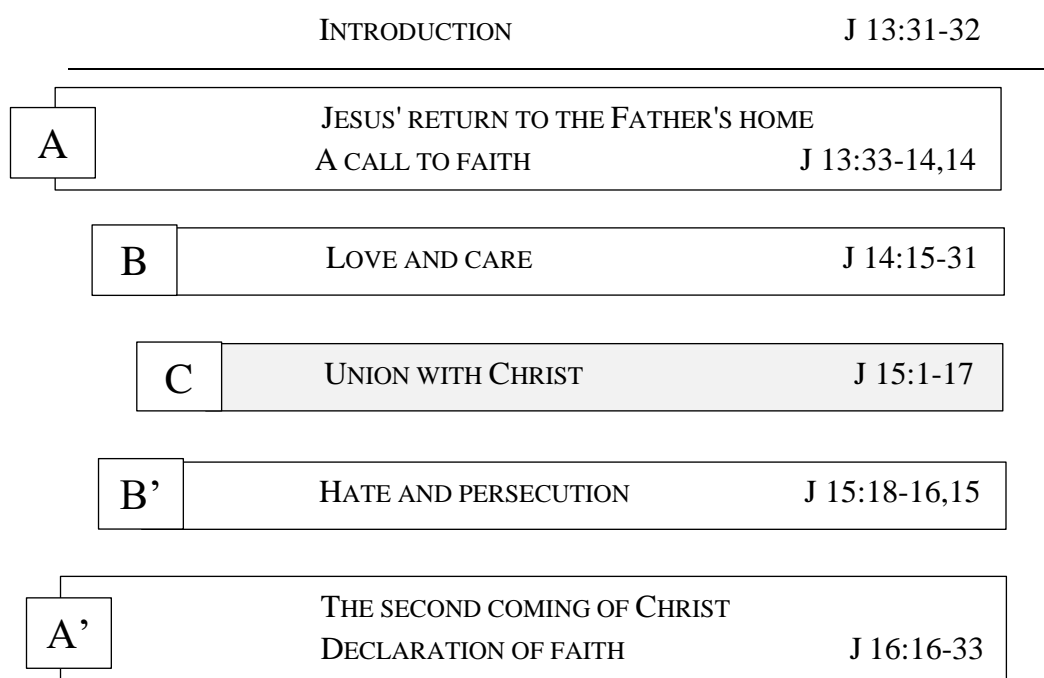 INTRODUCTION J 13:31-32
A
JESUS' RETURN TO THE FATHER'S HOME
A CALL TO FAITH J 13:33-14,14
B LOVE AND CARE J 14:15-31
C UNION WITH CHRIST J 15:1-17
B’ HATE AND PERSECUTION J 15:18-16,15
A’
THE SECOND COMING OF CHRIST
DECLARATION OF FAITH J 16:16-33